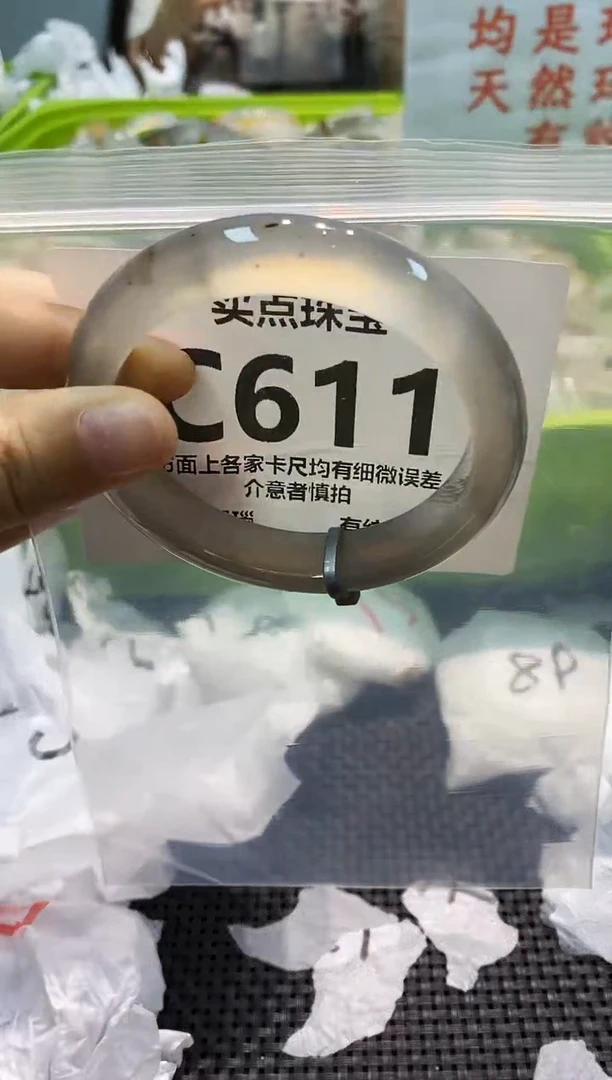 均是
天然
买点珠宝
C611
面上各家卡尺均有细微误差
介意者慎拍
8P